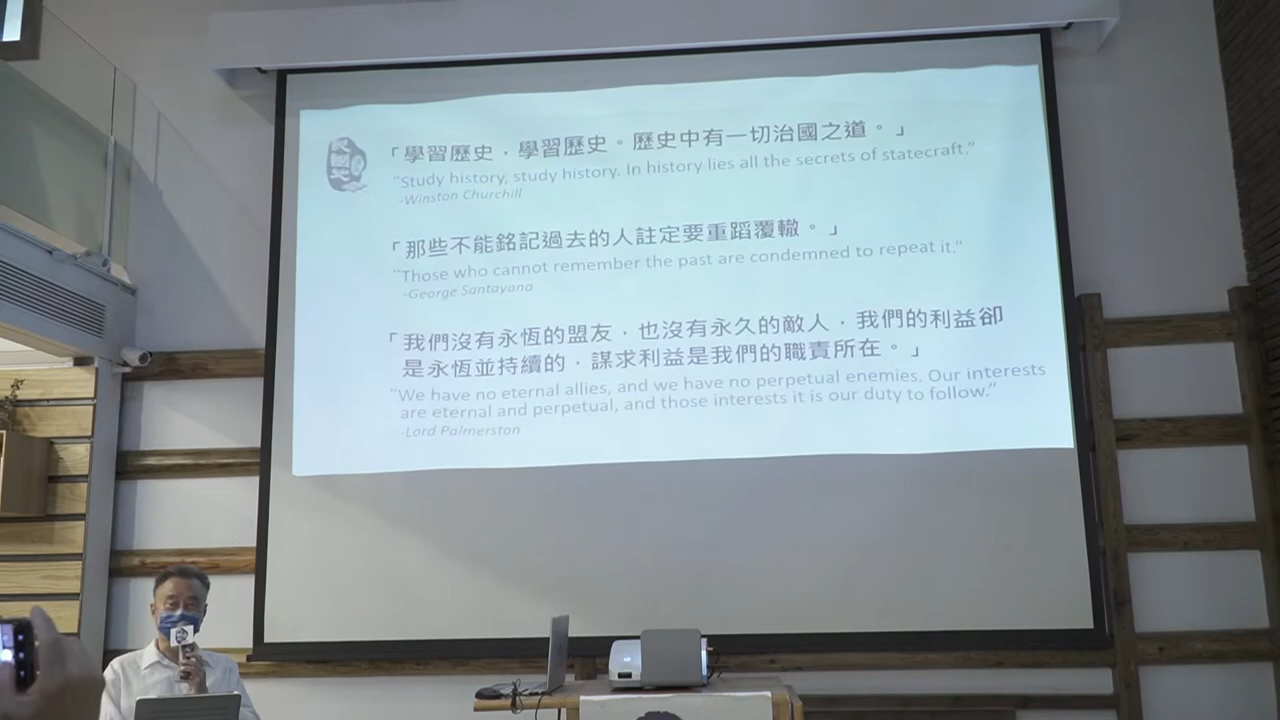 「學習歷史，學習歷史。歷史中有一切治國之道。」
“Study history, study history. In history lies all the secrets of statecraft.”
-Winston Churchill
「那些不能銘記過去的人註定要重蹈覆轍。」
“Those who cannot remember the past are condemned to repeat it.”
-George Santayana
「我們沒有永恆的盟友，也沒有永久的敵人，我們的利益卻
是永恆並持續的，謀求利益是我們的職責所在。」
“We have no eternal allies, and we have no perpetual enemies. Our interests
are eternal and perpetual, and those interests it is our duty to follow.”
-Lord Palmerston